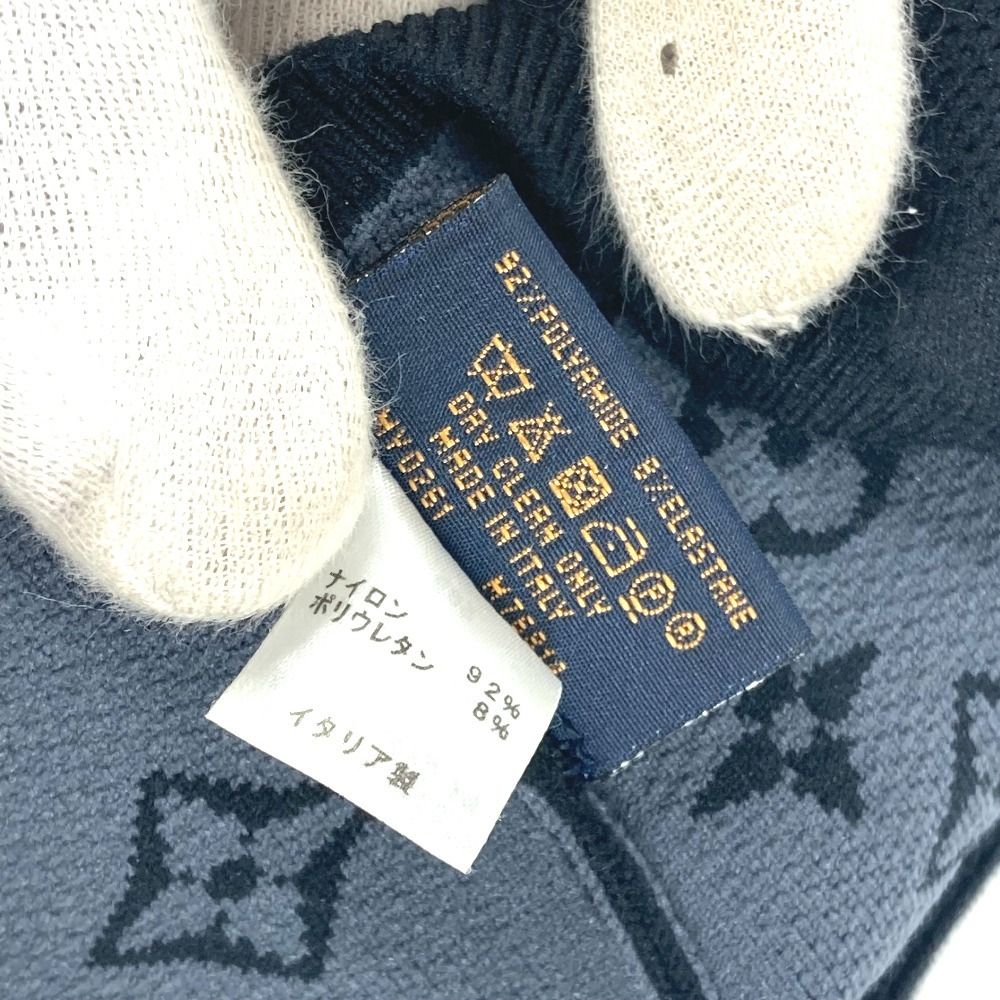 92%POLYAMIDE 8%ELASTANE
DRY CLEAN ONLY
MADE IN ITALY
ナイロン 92%
ポリウレタン 8%
イタリア製